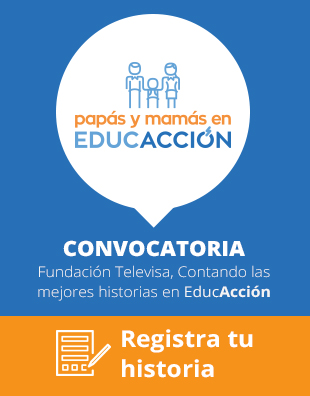 papás y mamás en
EDUCACCIÓN
CONVOCATORIA
Fundación Televisa, Contando las
mejores historias en EducAcción
Registra tu
historia